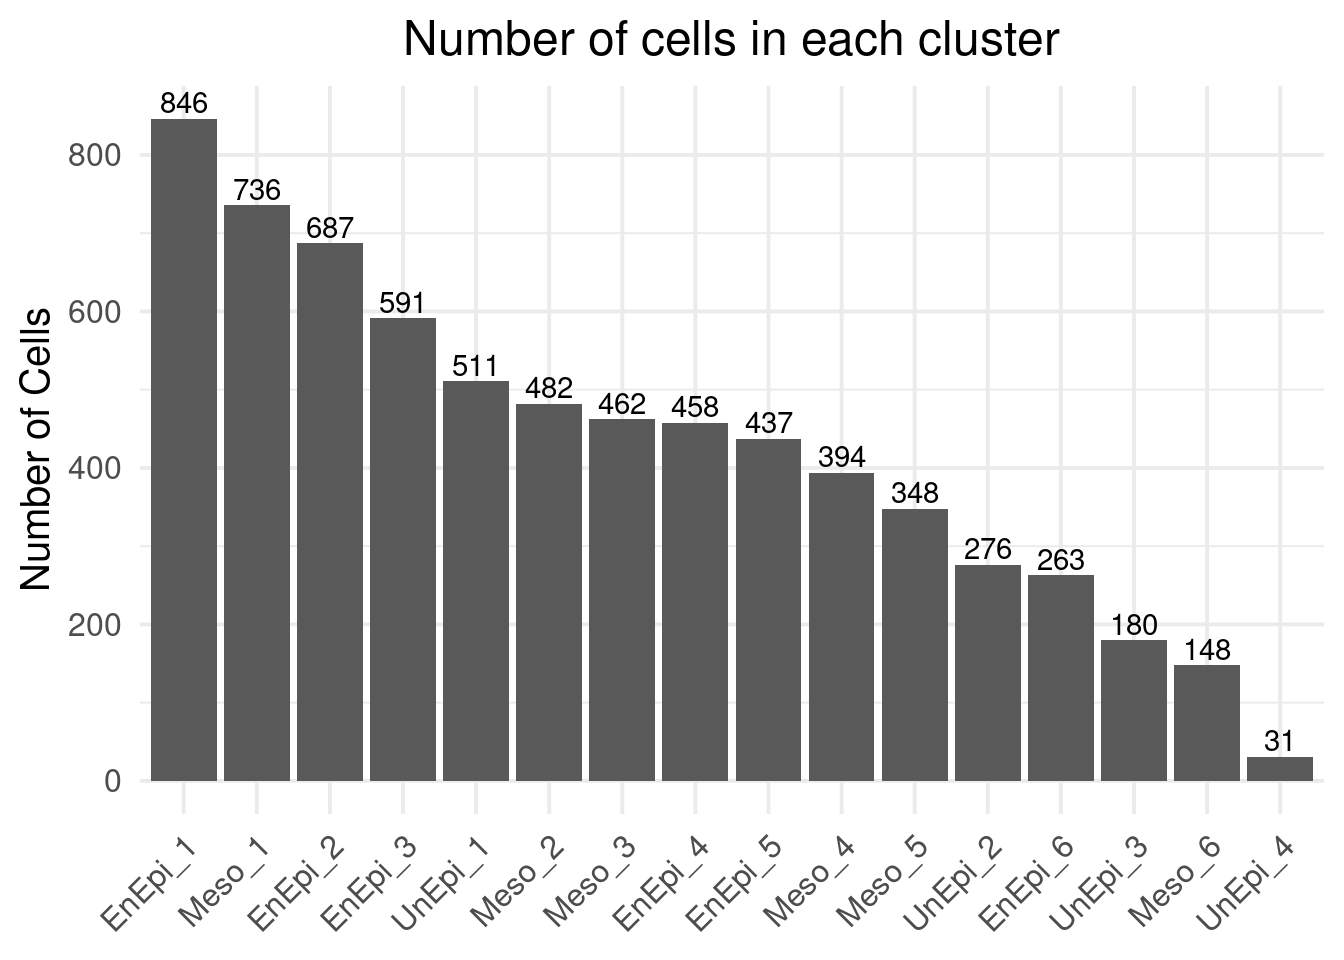 Number of cells in each cluster
Number of Cells
800
600
400
200
0
846
736
687
591
511
482
462
458
437
394
348
276
263
180
148
31
EnEpi_1
Meso_1
EnEpi_2
EnEpi_3
UnEpi_1
Meso_2
Meso_3
EnEpi_4
EnEpi_5
Meso_4
Meso_5
UnEpi_2
EnEpi_6
UnEpi_3
Meso_6
UnEpi_4